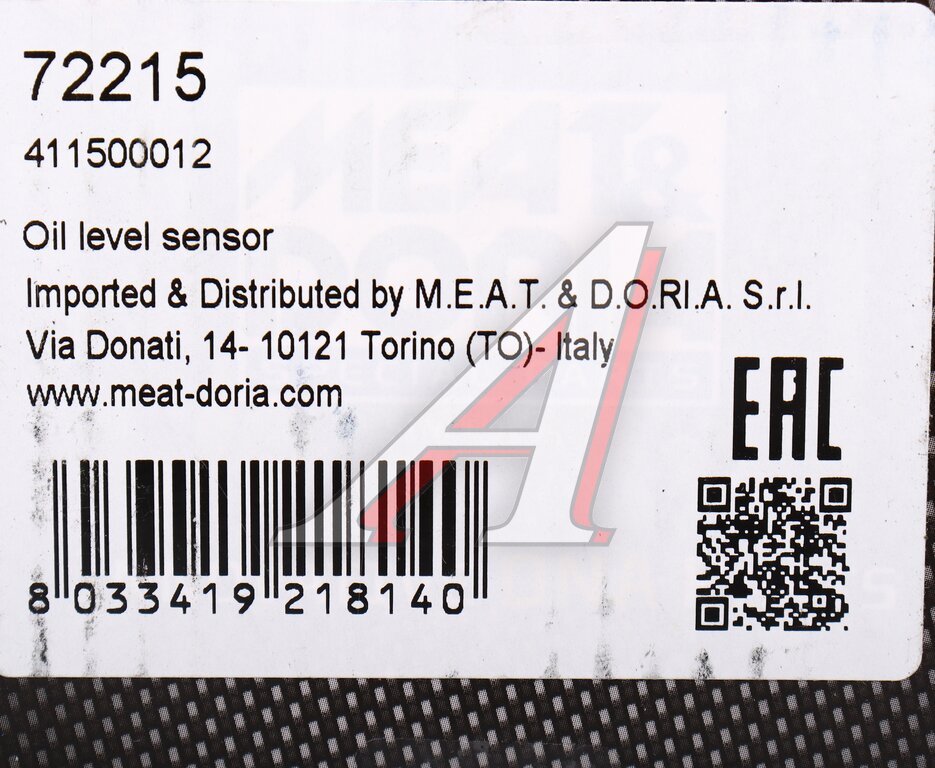 72215
411500012
Oil level sensor
Imported & Distributed by M.E.A.T. & D.O.RI.A. S.r.l.
Via Donati, 14- 10121 Torino (TO)- Italy
www.meat-doria.com
EAC
8 033419 218140